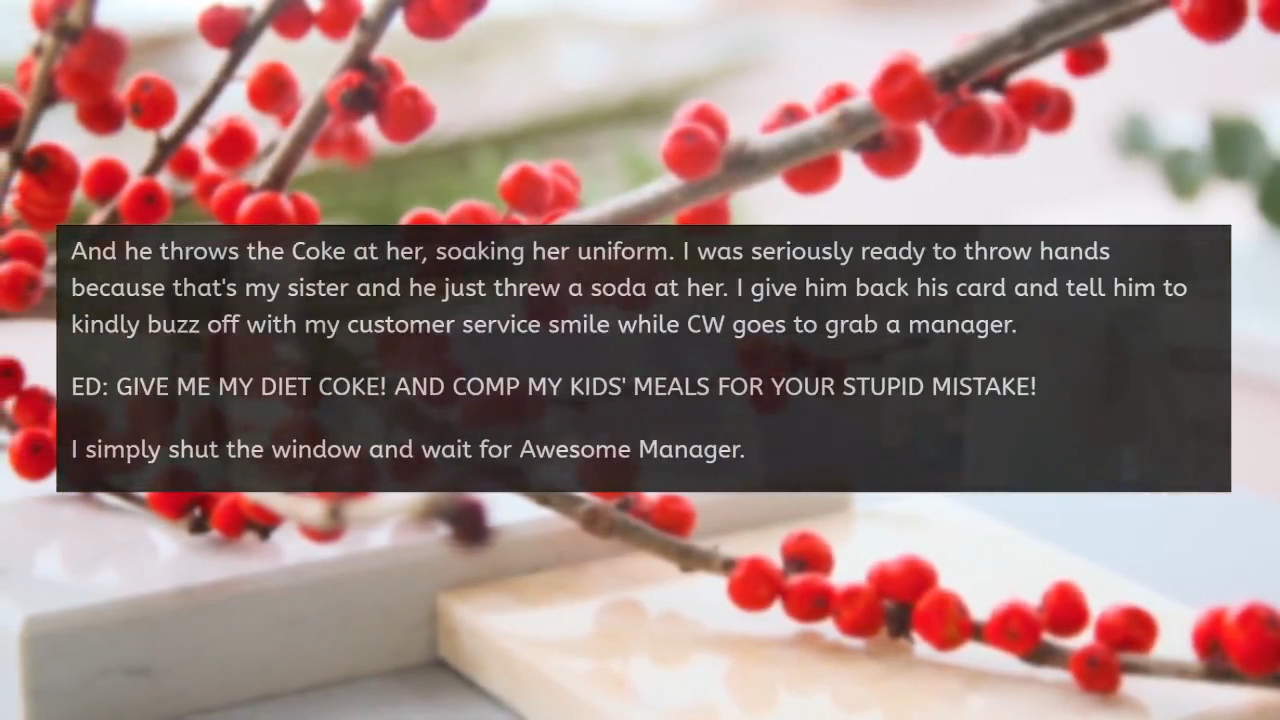 And he throws the Coke at her, soaking her uniform. I was seriously ready to throw hands
because that's my sister and he just threw a soda at her. I give him back his card and tell him to
kindly buzz off with my customer service smile while CW goes to grab a manager.
ED: GIVE ME MY DIET COKE! AND COMP MY KIDS' MEALS FOR YOUR STUPID MISTAKE!
I simply shut the window and wait for Awesome Manager.